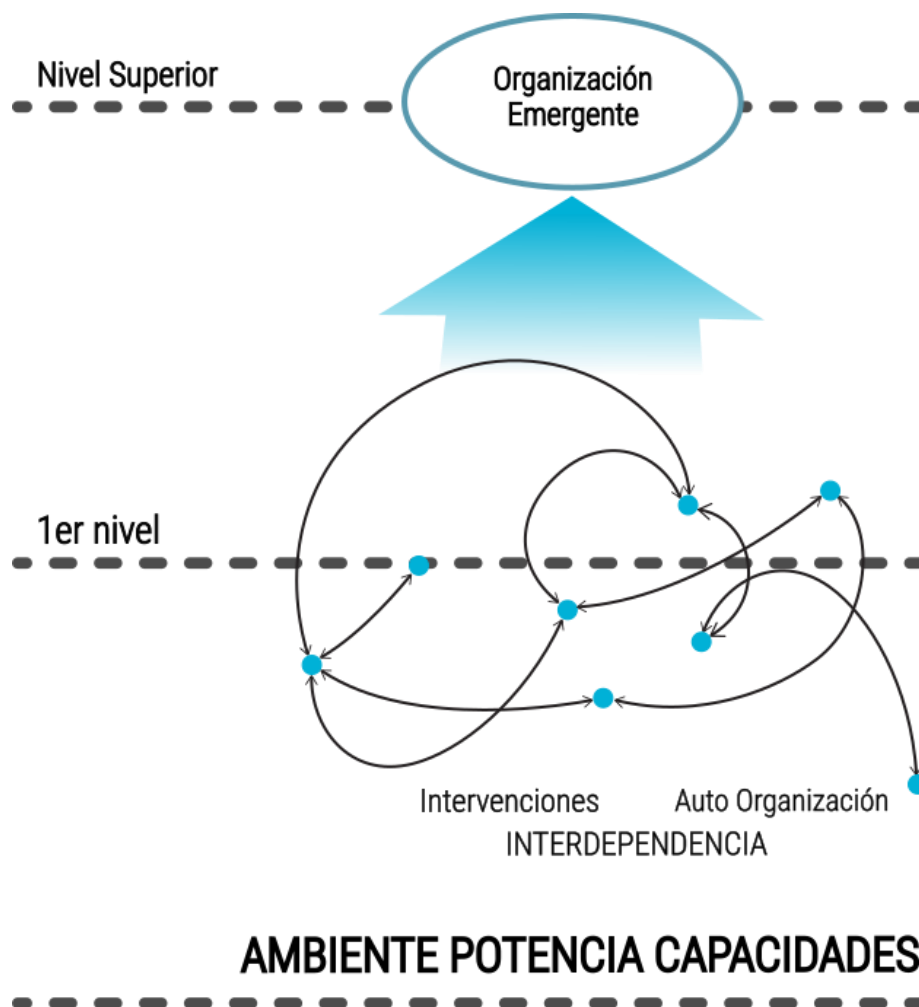 Nivel Superior
Organización
Emergente
1er nivel
Intervenciones
Auto Organización
INTERDEPENDENCIA
AMBIENTE POTENCIA CAPACIDADES